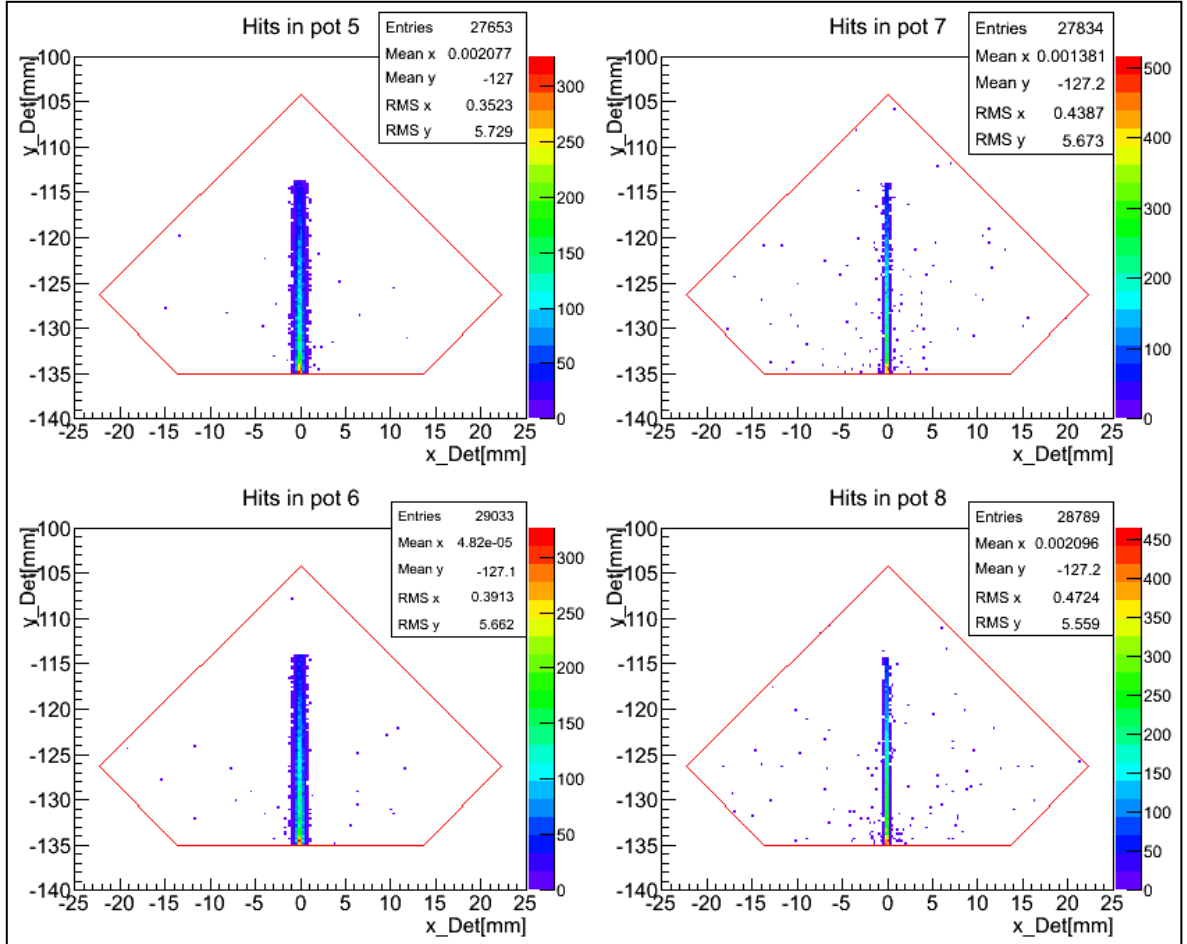 Hits in pot 5
Entries 27653
Mean x 0.002077
Mean y -127
RMS x 0.3523
RMS y 5.729
y_Det[mm]
-100
-105
-110
-115
-120
-125
-130
-135
-140
-25 -20 -15 -10 -5 0 5 10 15 20 25
x_Det[mm]
300
250
200
150
100
50
0
Hits in pot 7
Entries 27834
Mean x 0.001381
Mean y -127.2
RMS x 0.4387
RMS y 5.673
y_Det[mm]
-100
-105
-110
-115
-120
-125
-130
-135
-140
-25 -20 -15 -10 -5 0 5 10 15 20 25
x_Det[mm]
500
400
300
200
100
0
Hits in pot 6
Entries 29033
Mean x 4.82e-05
Mean y -127.1
RMS x 0.3913
RMS y 5.662
y_Det[mm]
-100
-105
-110
-115
-120
-125
-130
-135
-140
-25 -20 -15 -10 -5 0 5 10 15 20 25
x_Det[mm]
300
250
200
150
100
50
0
Hits in pot 8
Entries 28789
Mean x 0.002096
Mean y -127.2
RMS x 0.4724
RMS y 5.559
y_Det[mm]
-100
-105
-110
-115
-120
-125
-130
-135
-140
-25 -20 -15 -10 -5 0 5 10 15 20 25
x_Det[mm]
450
400
350
300
250
200
150
100
50
0